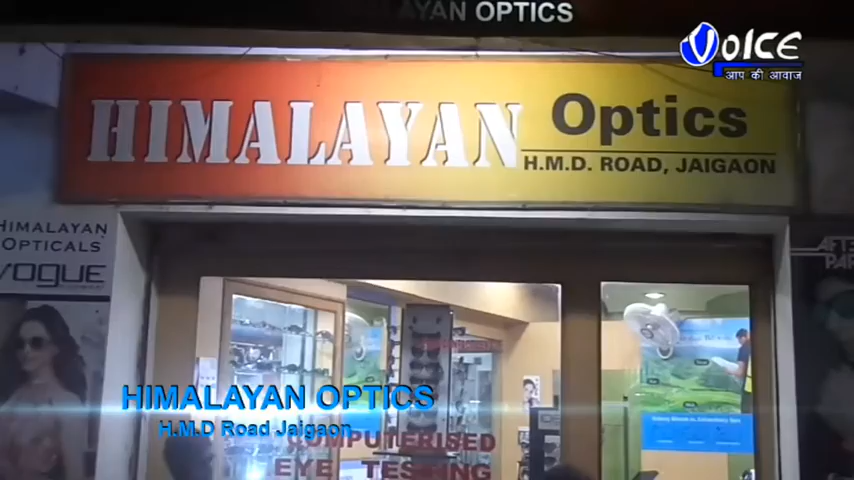 AYAN OPTICS
VOICE
आप की आवाज
HIMALAYAN Optics
H.M.D. ROAD, JAIGAON
HIMALAYAN
OPTICALS
VOGUE
HIMALAYAN OPTICS
H.M.D Road Jaigaon
COMPUTERISED
EYE TESTING